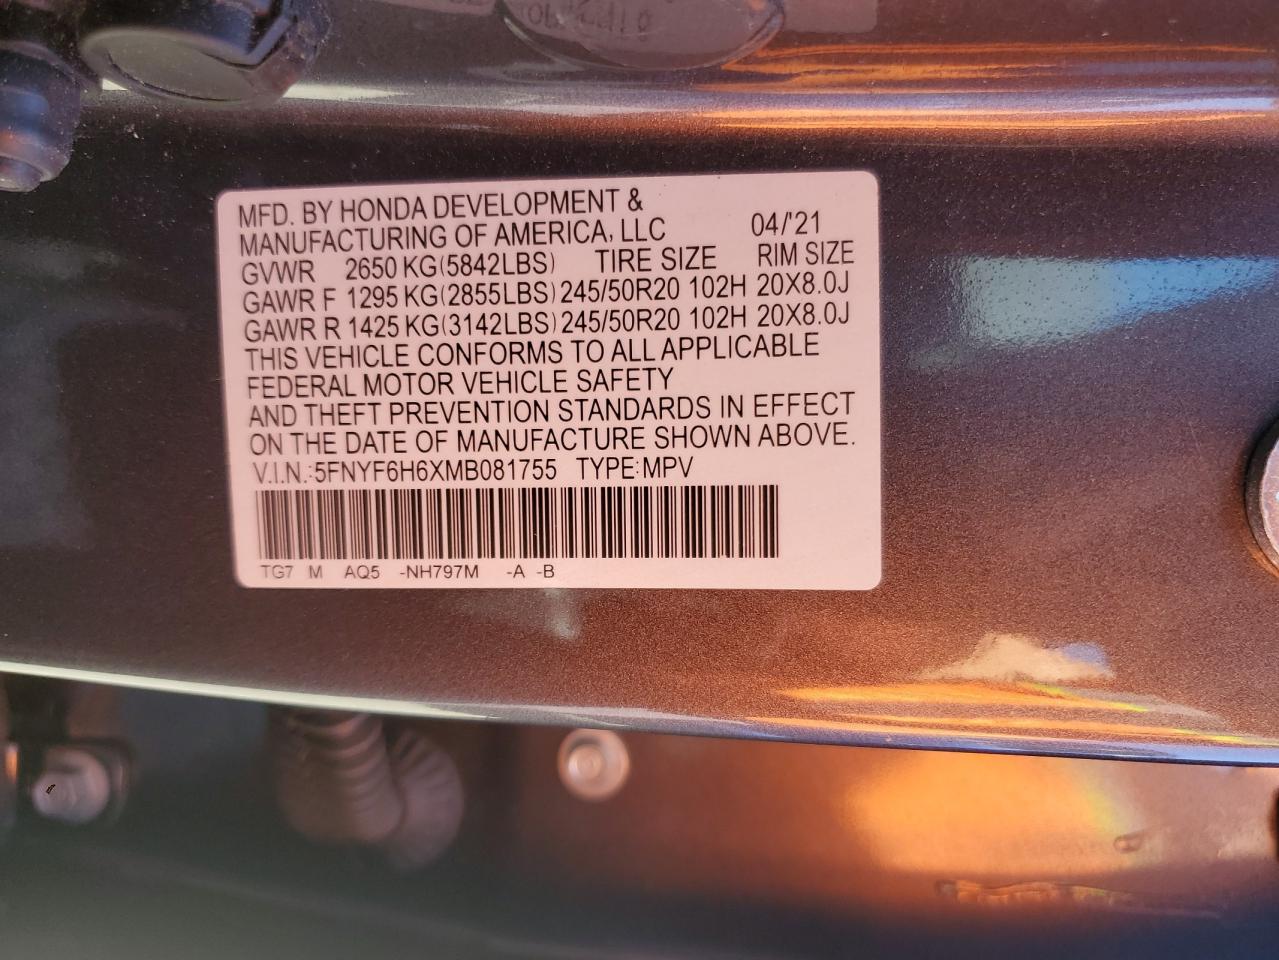 MFD. BY HONDA DEVELOPMENT &
MANUFACTURING OF AMERICA, LLC 04/'21
GVWR 2650 KG(5842LBS) TIRE SIZE RIM SIZE
GAWR F 1295 KG(2855LBS) 245/50R20 102H 20X8.0J
GAWR R 1425 KG(3142LBS) 245/50R20 102H 20X8.0J
THIS VEHICLE CONFORMS TO ALL APPLICABLE
FEDERAL MOTOR VEHICLE SAFETY
AND THEFT PREVENTION STANDARDS IN EFFECT
ON THE DATE OF MANUFACTURE SHOWN ABOVE.
V.I.N.:5FNYF6H6XMB081755 TYPE:MPV
TG7 M AQ5 -NH797M -A -B